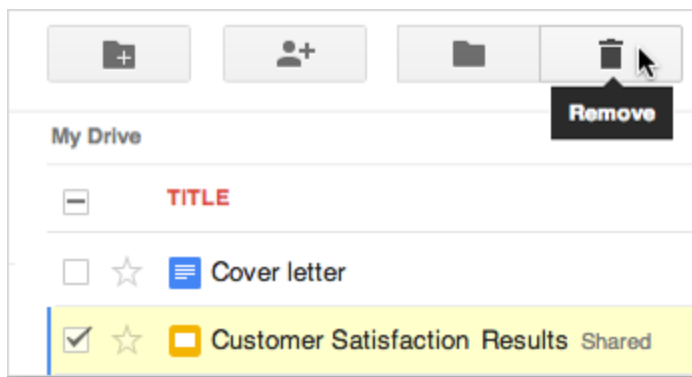 Remove
My Drive
TITLE
Cover letter
Customer Satisfaction Results Shared